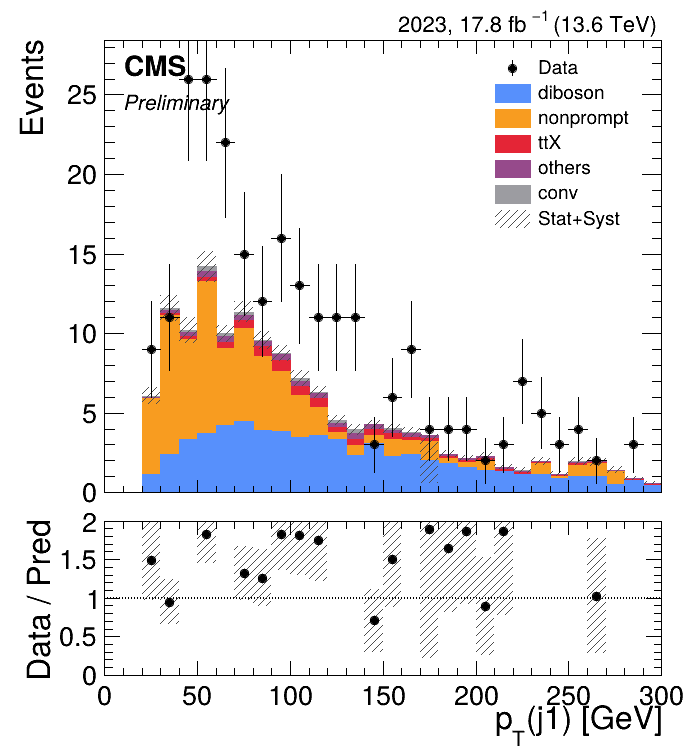 2023, 17.8 fb⁻¹ (13.6 TeV)
CMS
Preliminary
Events
25
20
15
10
5
0
Data
diboson
nonprompt
ttX
others
conv
Stat+Syst
Data / Pred
2
1.5
1
0.5
0
0 50 100 150 200 250 300
p_T(j1) [GeV]